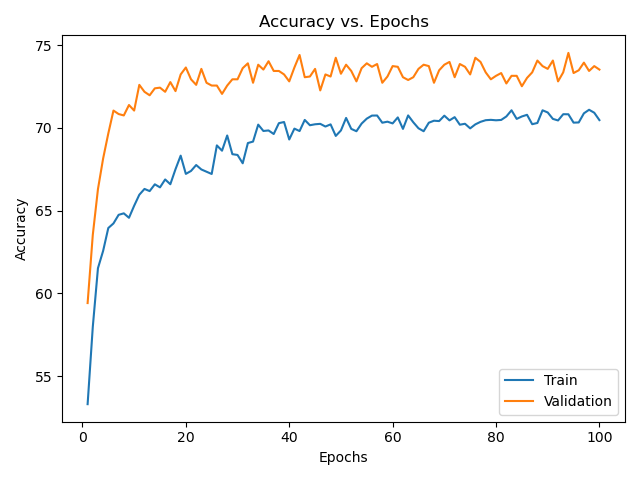 Accuracy vs. Epochs
75
70
65
60
55
Accuracy
0 20 40 60 80 100
Epochs
Train
Validation